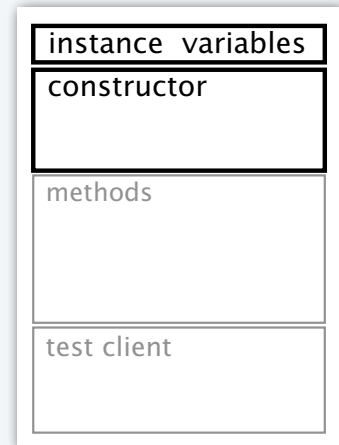 instance variables
constructor
methods
test client